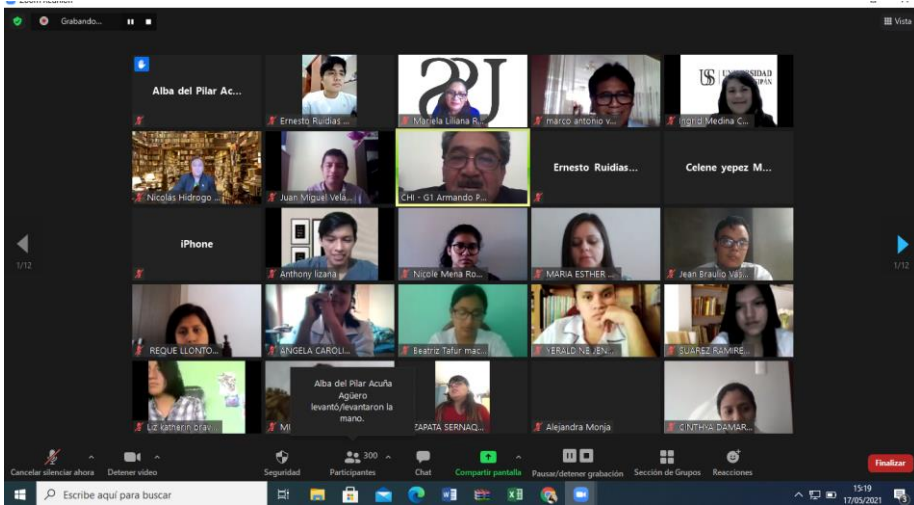 Zoom Reunión
Grabando...
Vista
Alba del Pilar Ac...
Ernesto Ruidias ...
Mariela Liliana R...
marco antonio v...
Ingrid Medina C...
Nicolás Hidrogo ...
Juan Miguel Vela...
CHI - G1 Armando P...
Ernesto Ruidias...
Celene yepez M...
iPhone
Anthony lizana
Nicole Mena Ro...
MARIA ESTHER ...
Jean Braulio Vas...
1/12
1/12
REQUE LLONTO...
ANGELA CAROLI...
Beatriz Tafur mac...
YERALD NE JEN...
SUAREZ RAMIRE...
Liz katherin brav...
MI
Alba del Pilar Acuña
Agüero
levantó/levantaron la
mano.
ZAPATA SERNAQ...
Alejandra Monja
CINTHYA DAMAR...
Cancelar silenciar ahora
Detener video
Seguridad
Participantes
300
Chat
Compartir pantalla
Pausar/detener grabación
Sección de Grupos
Reacciones
Finalizar
Escribe aquí para buscar
15:19
17/05/2021